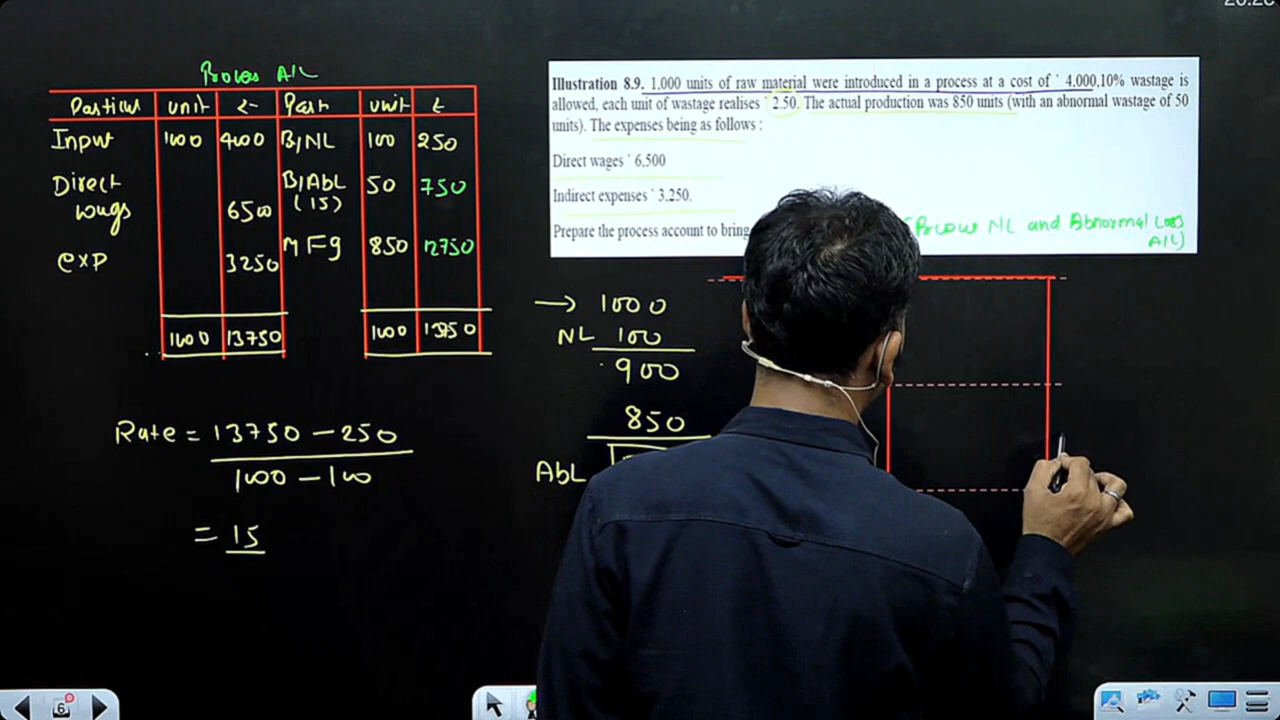 Process A/c
Particul unit ₹ Part unit ₹
Input 1000 4000 By NL 100 250
Direct wages 6500 By AbL (15) 50 750
exp 3250 M Fg 850 12750
1000 13750 1000 13750
Rate = 13750 - 250
1000 - 100
= 15
Illustration 8.9. 1,000 units of raw material were introduced in a process at a cost of ` 4,000,10% wastage is
allowed, each unit of wastage realises ` 2.50. The actual production was 850 units (with an abnormal wastage of 50
units). The expenses being as follows :
Direct wages ` 6,500
Indirect expenses ` 3,250.
Prepare the process account to bring
Process NL and Abnormal Loss
A/c)
→ 1000
NL 100
900
850
AbL
6